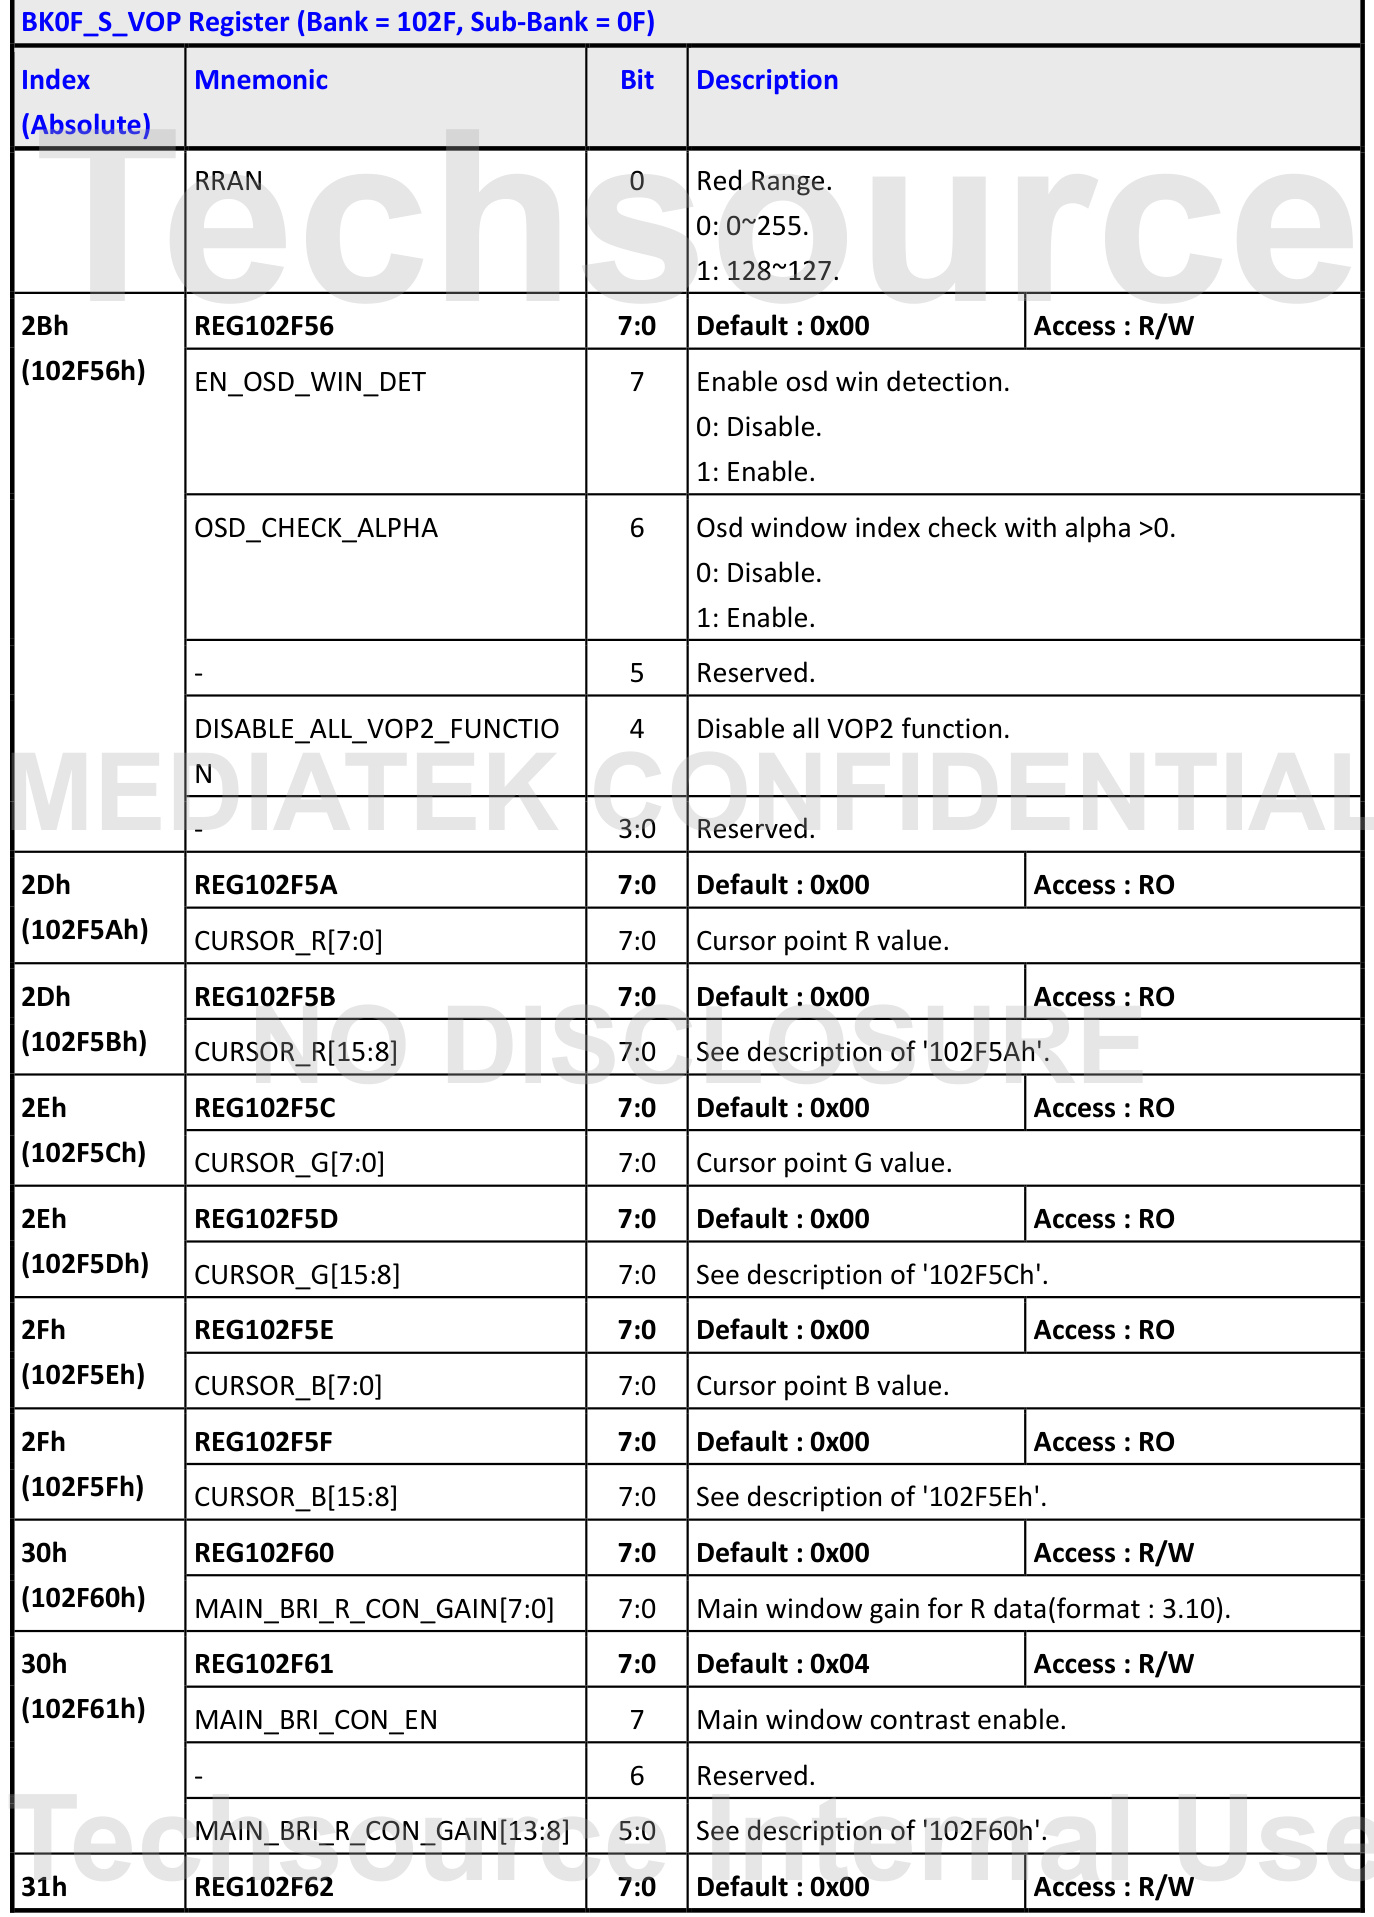 BK0F_S_VOP Register (Bank = 102F, Sub-Bank = 0F)
Index (Absolute) Mnemonic Bit Description
RRAN 0 Red Range.
0: 0~255.
1: 128~127.
2Bh (102F56h) REG102F56 7:0 Default : 0x00 Access : R/W
EN_OSD_WIN_DET 7 Enable osd win detection.
0: Disable.
1: Enable.
OSD_CHECK_ALPHA 6 Osd window index check with alpha >0.
0: Disable.
1: Enable.
- 5 Reserved.
DISABLE_ALL_VOP2_FUNCTIO 4 Disable all VOP2 function.
N
- 3:0 Reserved.
2Dh (102F5Ah) REG102F5A 7:0 Default : 0x00 Access : RO
CURSOR_R[7:0] 7:0 Cursor point R value.
2Dh (102F5Bh) REG102F5B 7:0 Default : 0x00 Access : RO
CURSOR_R[15:8] 7:0 See description of '102F5Ah'.
2Eh (102F5Ch) REG102F5C 7:0 Default : 0x00 Access : RO
CURSOR_G[7:0] 7:0 Cursor point G value.
2Eh (102F5Dh) REG102F5D 7:0 Default : 0x00 Access : RO
CURSOR_G[15:8] 7:0 See description of '102F5Ch'.
2Fh (102F5Eh) REG102F5E 7:0 Default : 0x00 Access : RO
CURSOR_B[7:0] 7:0 Cursor point B value.
2Fh (102F5Fh) REG102F5F 7:0 Default : 0x00 Access : RO
CURSOR_B[15:8] 7:0 See description of '102F5Eh'.
30h (102F60h) REG102F60 7:0 Default : 0x00 Access : R/W
MAIN_BRI_R_CON_GAIN[7:0] 7:0 Main window gain for R data(format : 3.10).
30h (102F61h) REG102F61 7:0 Default : 0x04 Access : R/W
MAIN_BRI_CON_EN 7 Main window contrast enable.
- 6 Reserved.
MAIN_BRI_R_CON_GAIN[13:8] 5:0 See description of '102F60h'.
31h REG102F62 7:0 Default : 0x00 Access : R/W
Techsource
MEDIATEK CONFIDENTIAL
NO DISCLOSURE
Techsource Internal Use